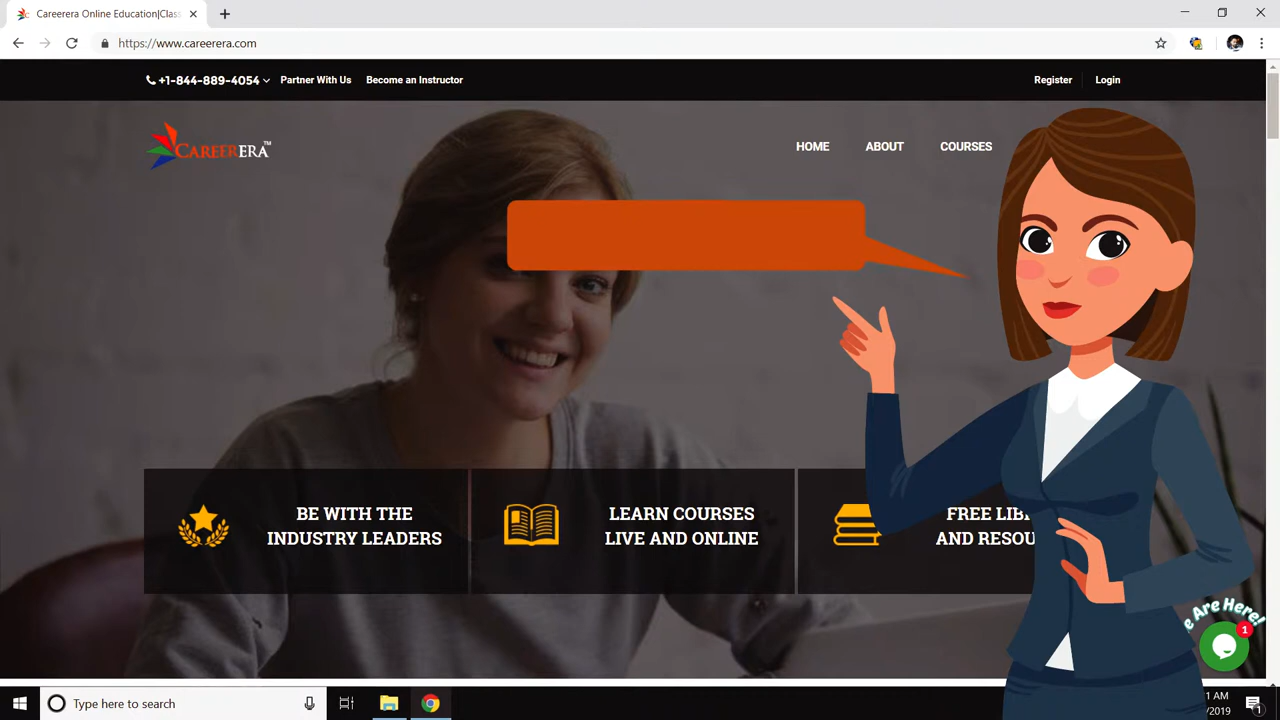 Careerera Online Education|Clas
https://www.careerera.com
+1-844-889-4054
Partner With Us
Become an Instructor
Register
Login
CAREERERA™
HOME
ABOUT
COURSES
BE WITH THE
INDUSTRY LEADERS
LEARN COURSES
LIVE AND ONLINE
FREE LIB
AND RESOU
e Are Here!
1
Type here to search
1 AM
/2019
1